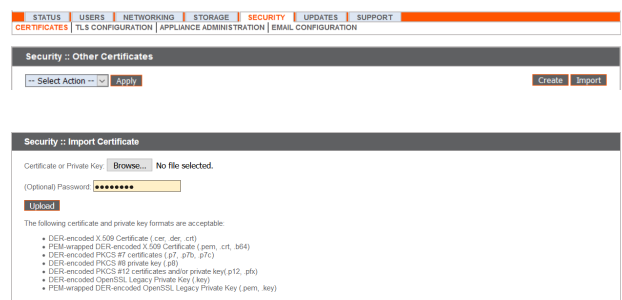 STATUS USERS NETWORKING STORAGE SECURITY UPDATES SUPPORT
CERTIFICATES TLS CONFIGURATION APPLIANCE ADMINISTRATION EMAIL CONFIGURATION
Security :: Other Certificates
-- Select Action -- Apply Create Import
Security :: Import Certificate
Certificate or Private Key: Browse... No file selected.
(Optional) Password: ●●●●●●●●
Upload
The following certificate and private key formats are acceptable:
• DER-encoded X.509 Certificate (.cer, .der, .crt)
• PEM-wrapped DER-encoded X.509 Certificate (.pem, .crt, .b64)
• DER-encoded PKCS #7 certificates (.p7, .p7b, .p7c)
• DER-encoded PKCS #8 private key (.p8)
• DER-encoded PKCS #12 certificates and/or private key(.p12, .pfx)
• DER-encoded OpenSSL Legacy Private Key (.key)
• PEM-wrapped DER-encoded OpenSSL Legacy Private Key (.pem, .key)